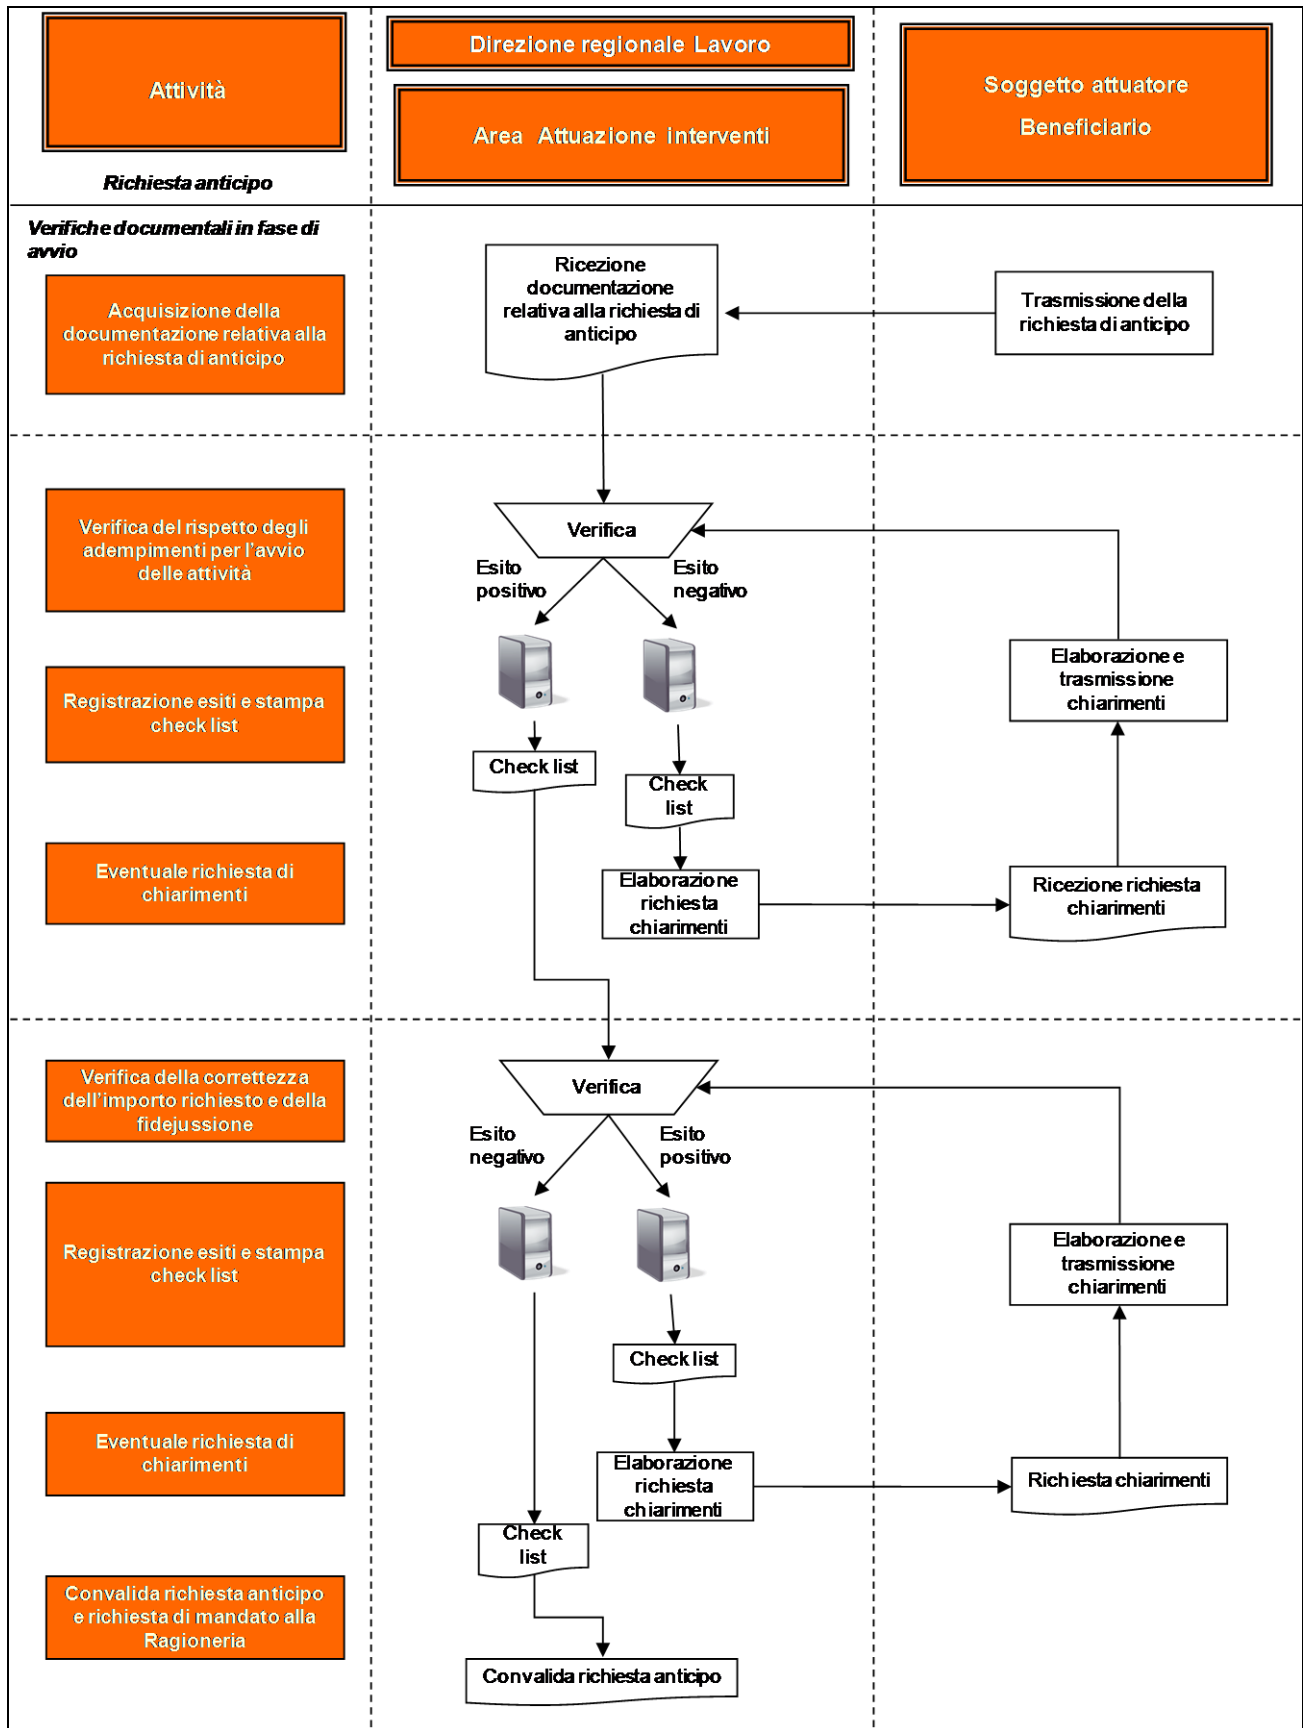 Attività
Direzione regionale Lavoro
Area Attuazione interventi
Soggetto attuatore
Beneficiario
Richiesta anticipo
Verifiche documentali in fase di
avvio
Acquisizione della
documentazione relativa alla
richiesta di anticipo
Ricezione
documentazione
relativa alla richiesta di
anticipo
Trasmissione della
richiesta di anticipo
Verifica del rispetto degli
adempimenti per l'avvio
delle attività
Verifica
Esito
positivo
Esito
negativo
Registrazione esiti e stampa
check list
Check list
Check
list
Elaborazione e
trasmissione
chiarimenti
Eventuale richiesta di
chiarimenti
Elaborazione
richiesta
chiarimenti
Ricezione richiesta
chiarimenti
Verifica della correttezza
dell'importo richiesto e della
fidejussione
Verifica
Esito
negativo
Esito
positivo
Registrazione esiti e stampa
check list
Check list
Elaborazione e
trasmissione
chiarimenti
Eventuale richiesta di
chiarimenti
Elaborazione
richiesta
chiarimenti
Richiesta chiarimenti
Check
list
Convalida richiesta anticipo
e richiesta di mandato alla
Ragioneria
Convalida richiesta anticipo